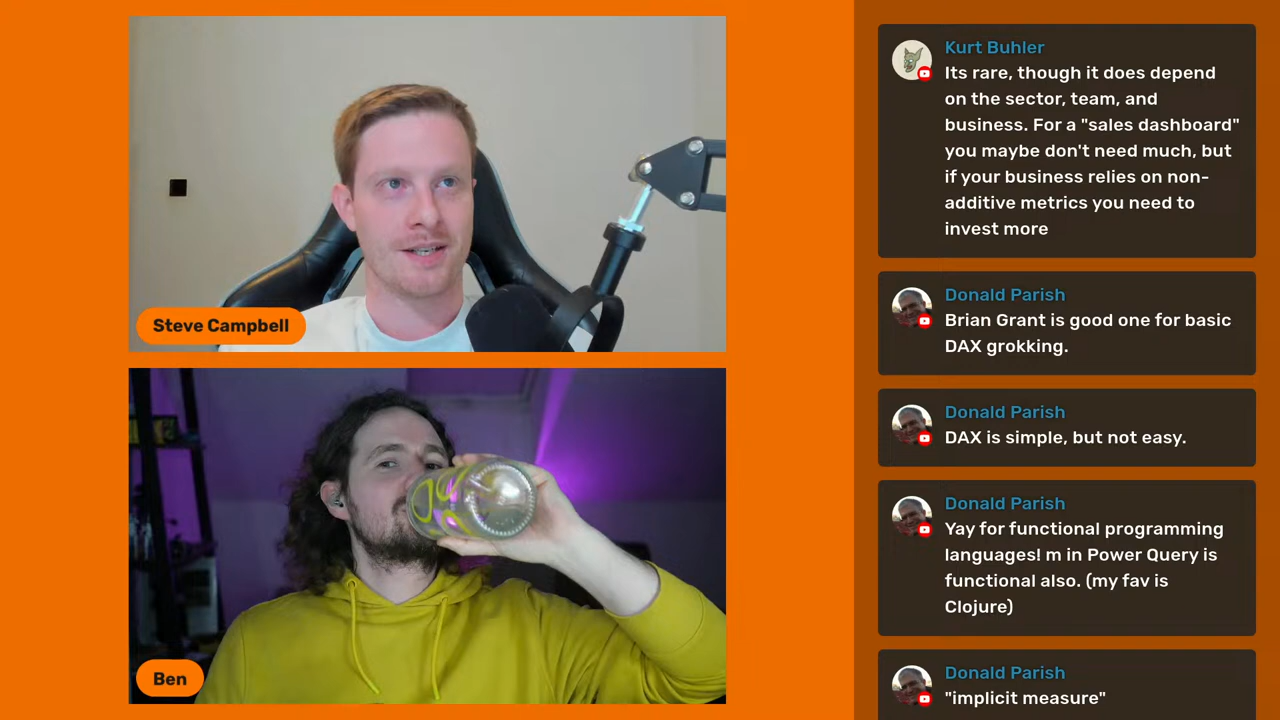 Steve Campbell
Ben
Kurt Buhler
Its rare, though it does depend
on the sector, team, and
business. For a "sales dashboard"
you maybe don't need much, but
if your business relies on non-
additive metrics you need to
invest more
Donald Parish
Brian Grant is good one for basic
DAX grokking.
Donald Parish
DAX is simple, but not easy.
Donald Parish
Yay for functional programming
languages! m in Power Query is
functional also. (my fav is
Clojure)
Donald Parish
"implicit measure"